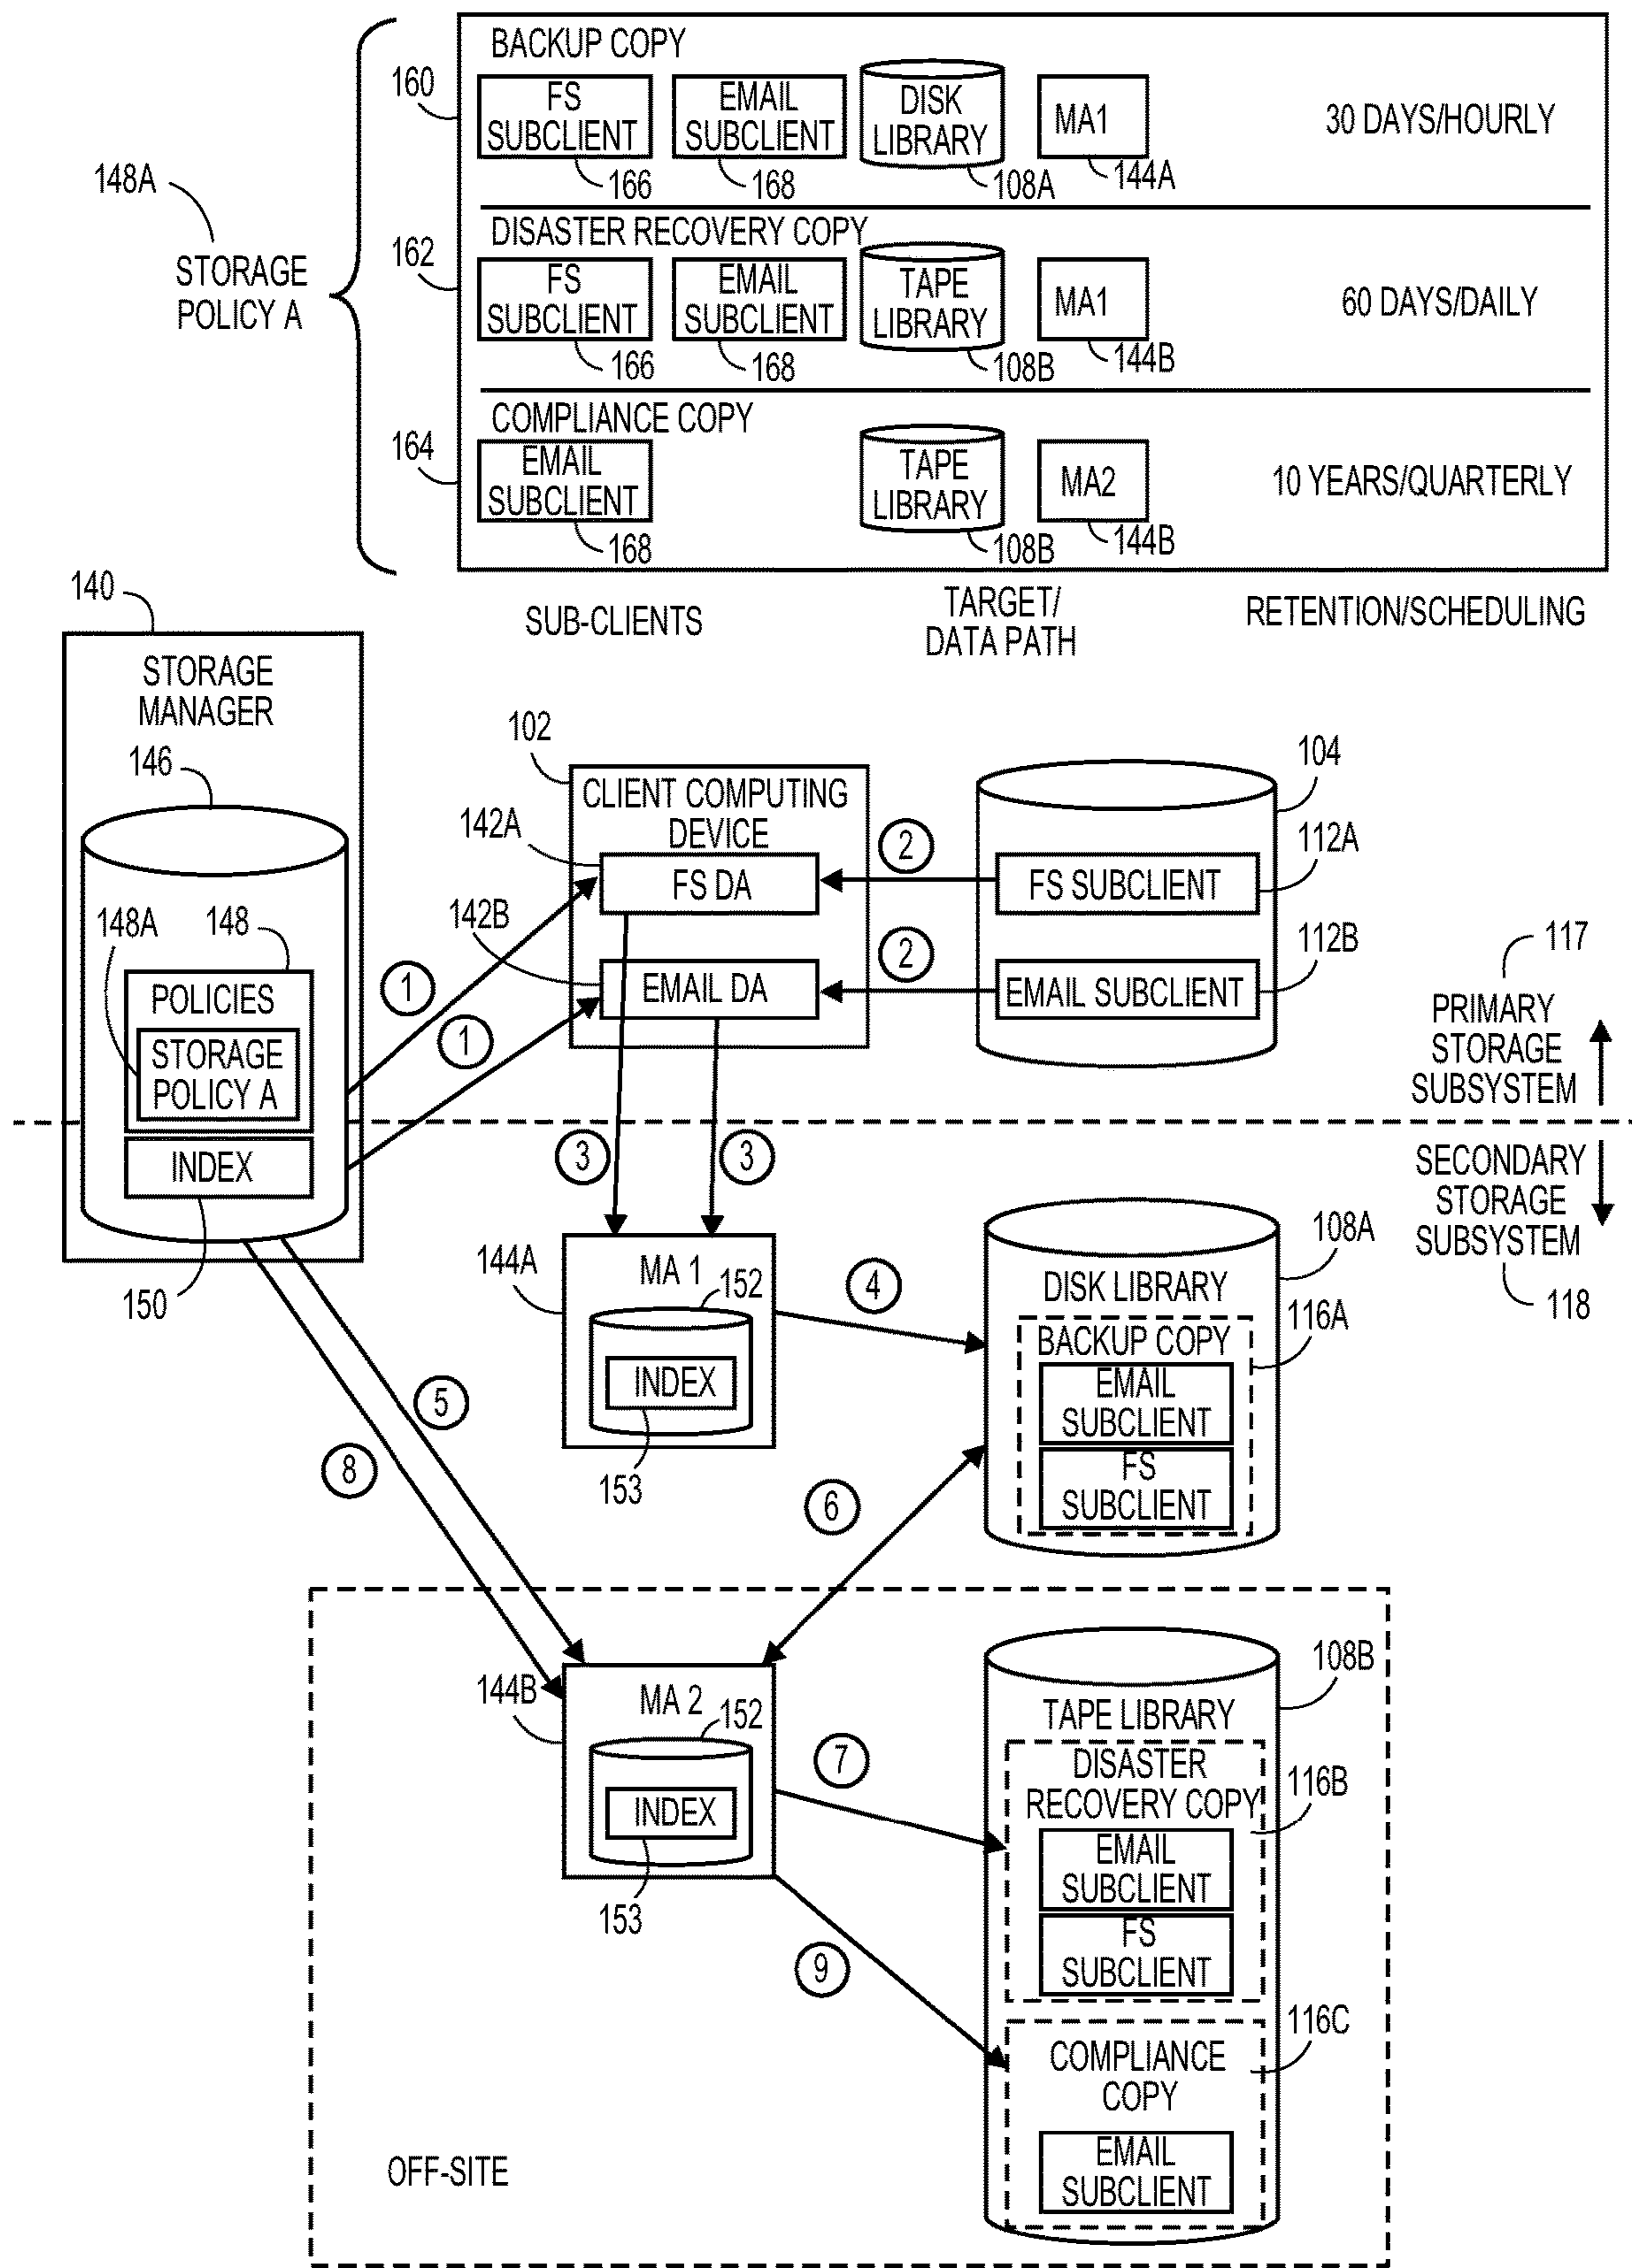 BACKUP COPY
160
FS
SUBCLIENT
166
EMAIL
SUBCLIENT
168
DISK
LIBRARY
108A
MA1
144A
30 DAYS/HOURLY
148A
STORAGE
POLICY A
DISASTER RECOVERY COPY
162
FS
SUBCLIENT
166
EMAIL
SUBCLIENT
168
TAPE
LIBRARY
108B
MA1
144B
60 DAYS/DAILY
COMPLIANCE COPY
164
EMAIL
SUBCLIENT
168
TAPE
LIBRARY
108B
MA2
144B
10 YEARS/QUARTERLY
SUB-CLIENTS
TARGET/
DATA PATH
RETENTION/SCHEDULING
140
STORAGE
MANAGER
146
148A
148
POLICIES
STORAGE
POLICY A
INDEX
150
102
CLIENT COMPUTING
DEVICE
142A
FS DA
142B
EMAIL DA
1
1
2
2
104
112A
FS SUBCLIENT
112B
EMAIL SUBCLIENT
117
PRIMARY
STORAGE
SUBSYSTEM
SECONDARY
STORAGE
SUBSYSTEM
118
3
3
144A
MA 1
152
INDEX
153
4
108A
DISK LIBRARY
116A
BACKUP COPY
EMAIL
SUBCLIENT
FS
SUBCLIENT
5
8
6
144B
MA 2
152
INDEX
153
7
9
108B
TAPE LIBRARY
DISASTER
RECOVERY COPY
116B
EMAIL
SUBCLIENT
FS
SUBCLIENT
116C
COMPLIANCE
COPY
EMAIL
SUBCLIENT
OFF-SITE